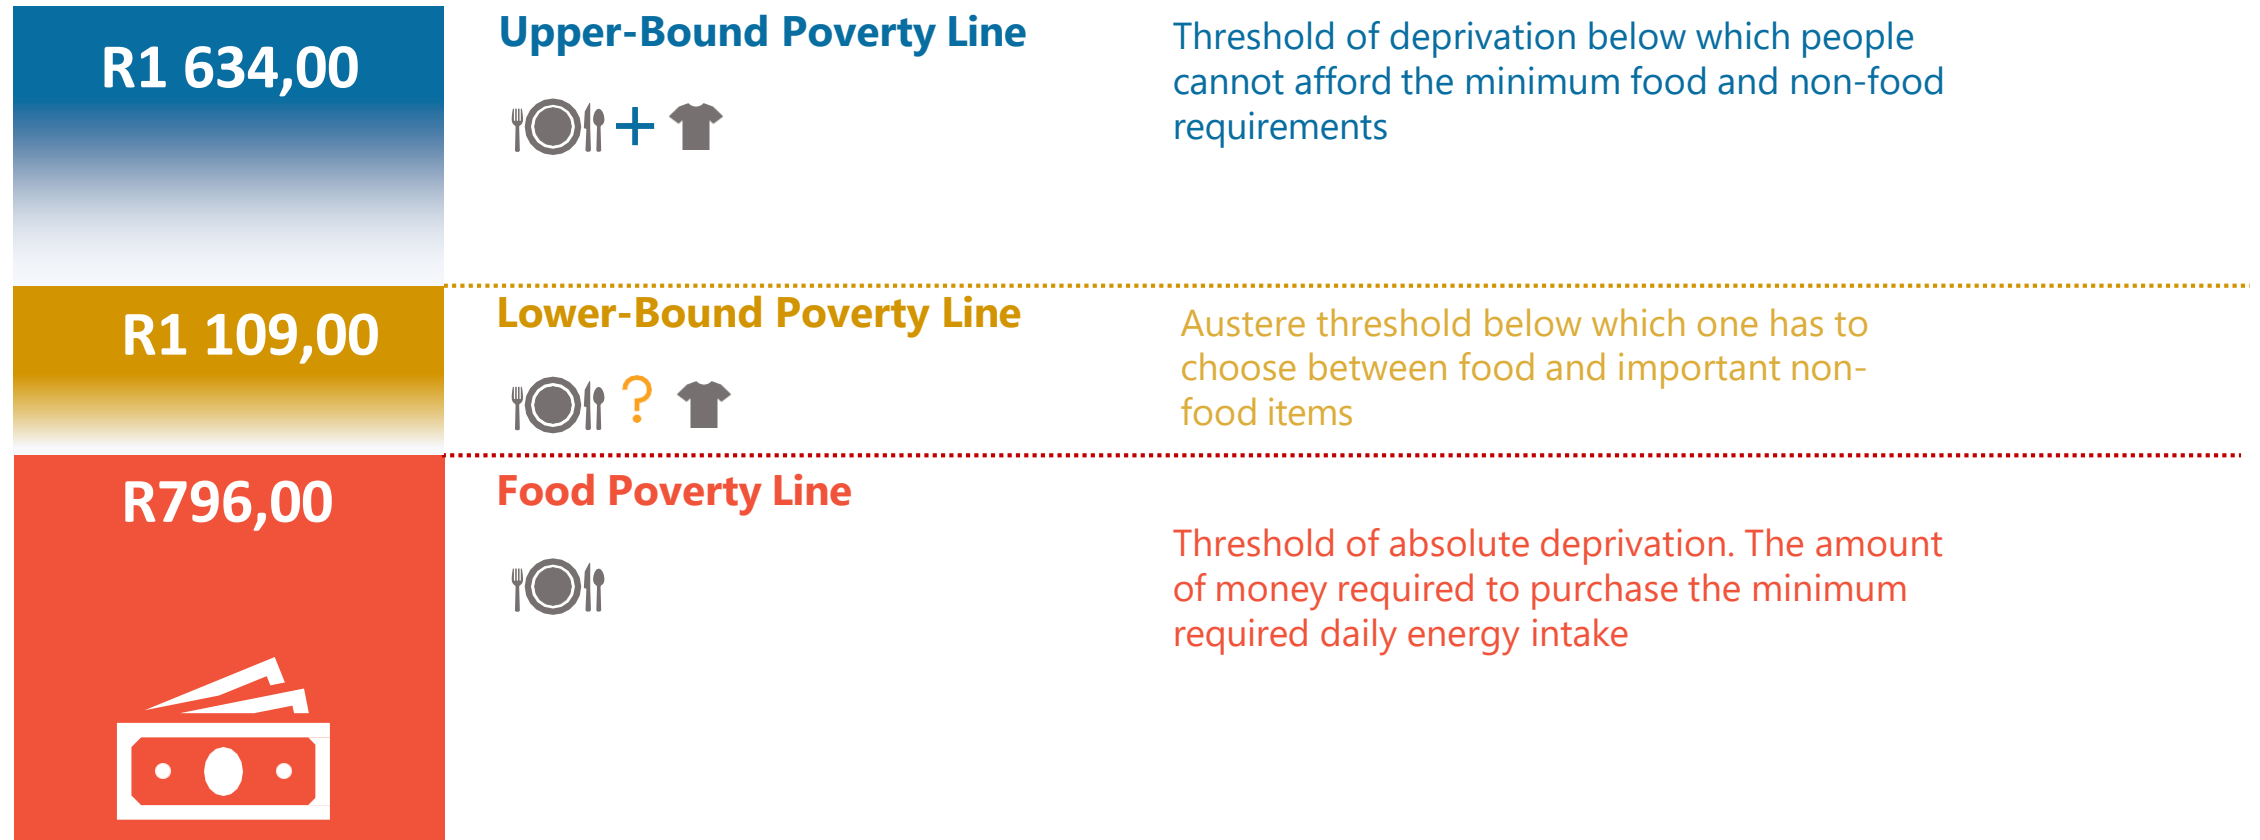 R1 634,00
Upper-Bound Poverty Line
Threshold of deprivation below which people
cannot afford the minimum food and non-food
requirements
R1 109,00
Lower-Bound Poverty Line
?
Austere threshold below which one has to
choose between food and important non-
food items
R796,00
Food Poverty Line
Threshold of absolute deprivation. The amount
of money required to purchase the minimum
required daily energy intake